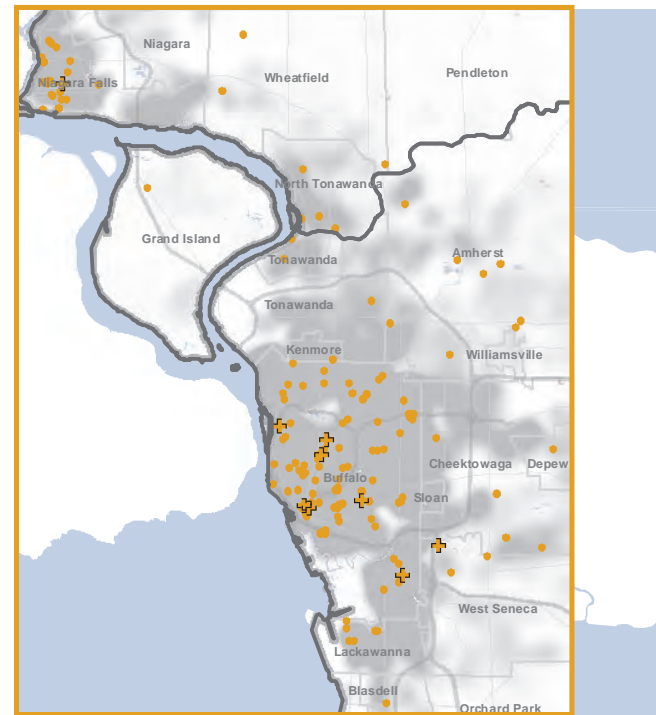 Niagara
Wheatfield
Pendleton
Niagara Falls
North Tonawanda
Grand Island
Amherst
Tonawanda
Tonawanda
Kenmore
Williamsville
Cheektowaga
Depew
Buffalo
Sloan
West Seneca
Lackawanna
Blasdell
Orchard Park